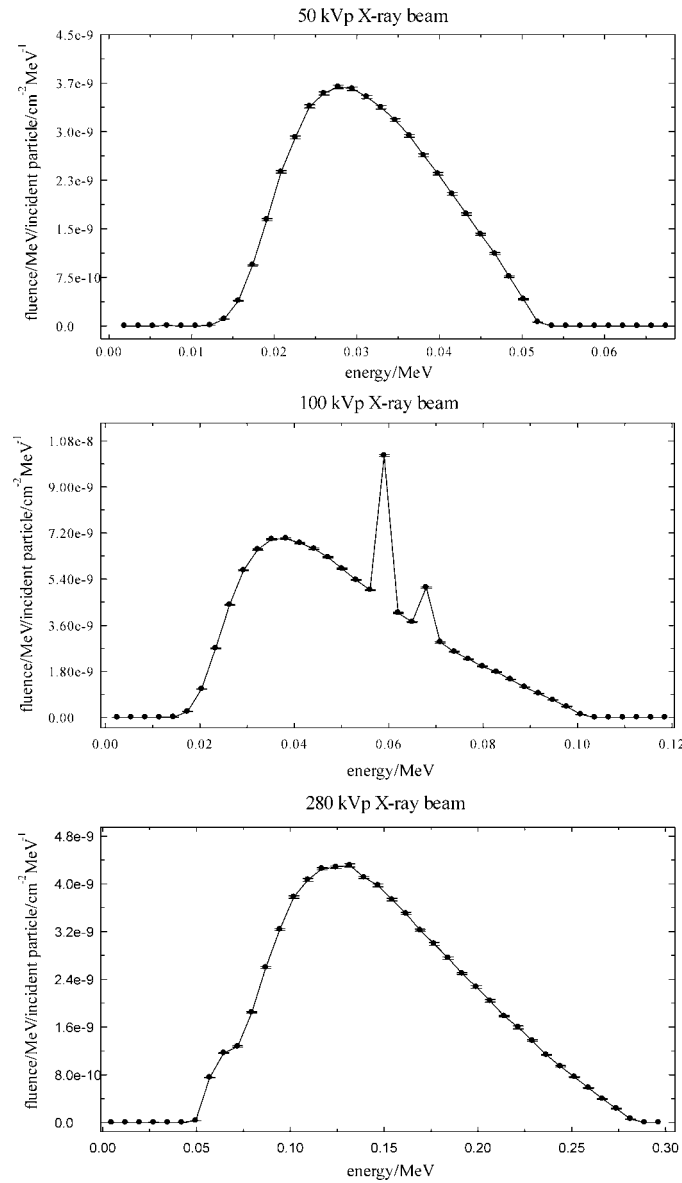 50 kVp X-ray beam
4.5e-9
3.7e-9
3.0e-9
2.3e-9
1.5e-9
7.5e-10
0.0
fluence/MeV/incident particle/cm-2MeV-1
0.00 0.01 0.02 0.03 0.04 0.05 0.06
energy/MeV
100 kVp X-ray beam
1.08e-8
9.00e-9
7.20e-9
5.40e-9
3.60e-9
1.80e-9
0.00
fluence/MeV/incident particle/cm-2MeV-1
0.00 0.02 0.04 0.06 0.08 0.10 0.12
energy/MeV
280 kVp X-ray beam
4.8e-9
4.0e-9
3.2e-9
2.4e-9
1.6e-9
8.0e-10
0.0
fluence/MeV/incident particle/cm-2MeV-1
0.00 0.05 0.10 0.15 0.20 0.25 0.30
energy/MeV